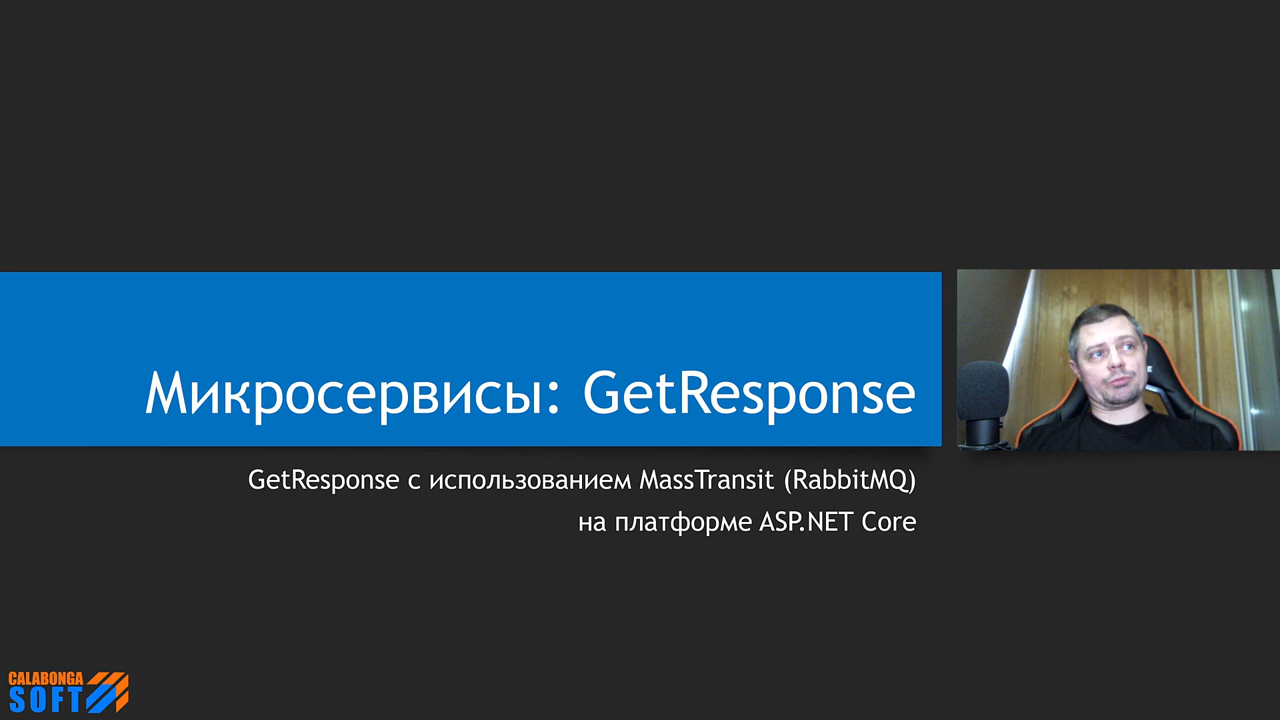 Микросервисы: GetResponse
GetResponse с использованием MassTransit (RabbitMQ)
на платформе ASP.NET Core
CALABONGA
SOFT